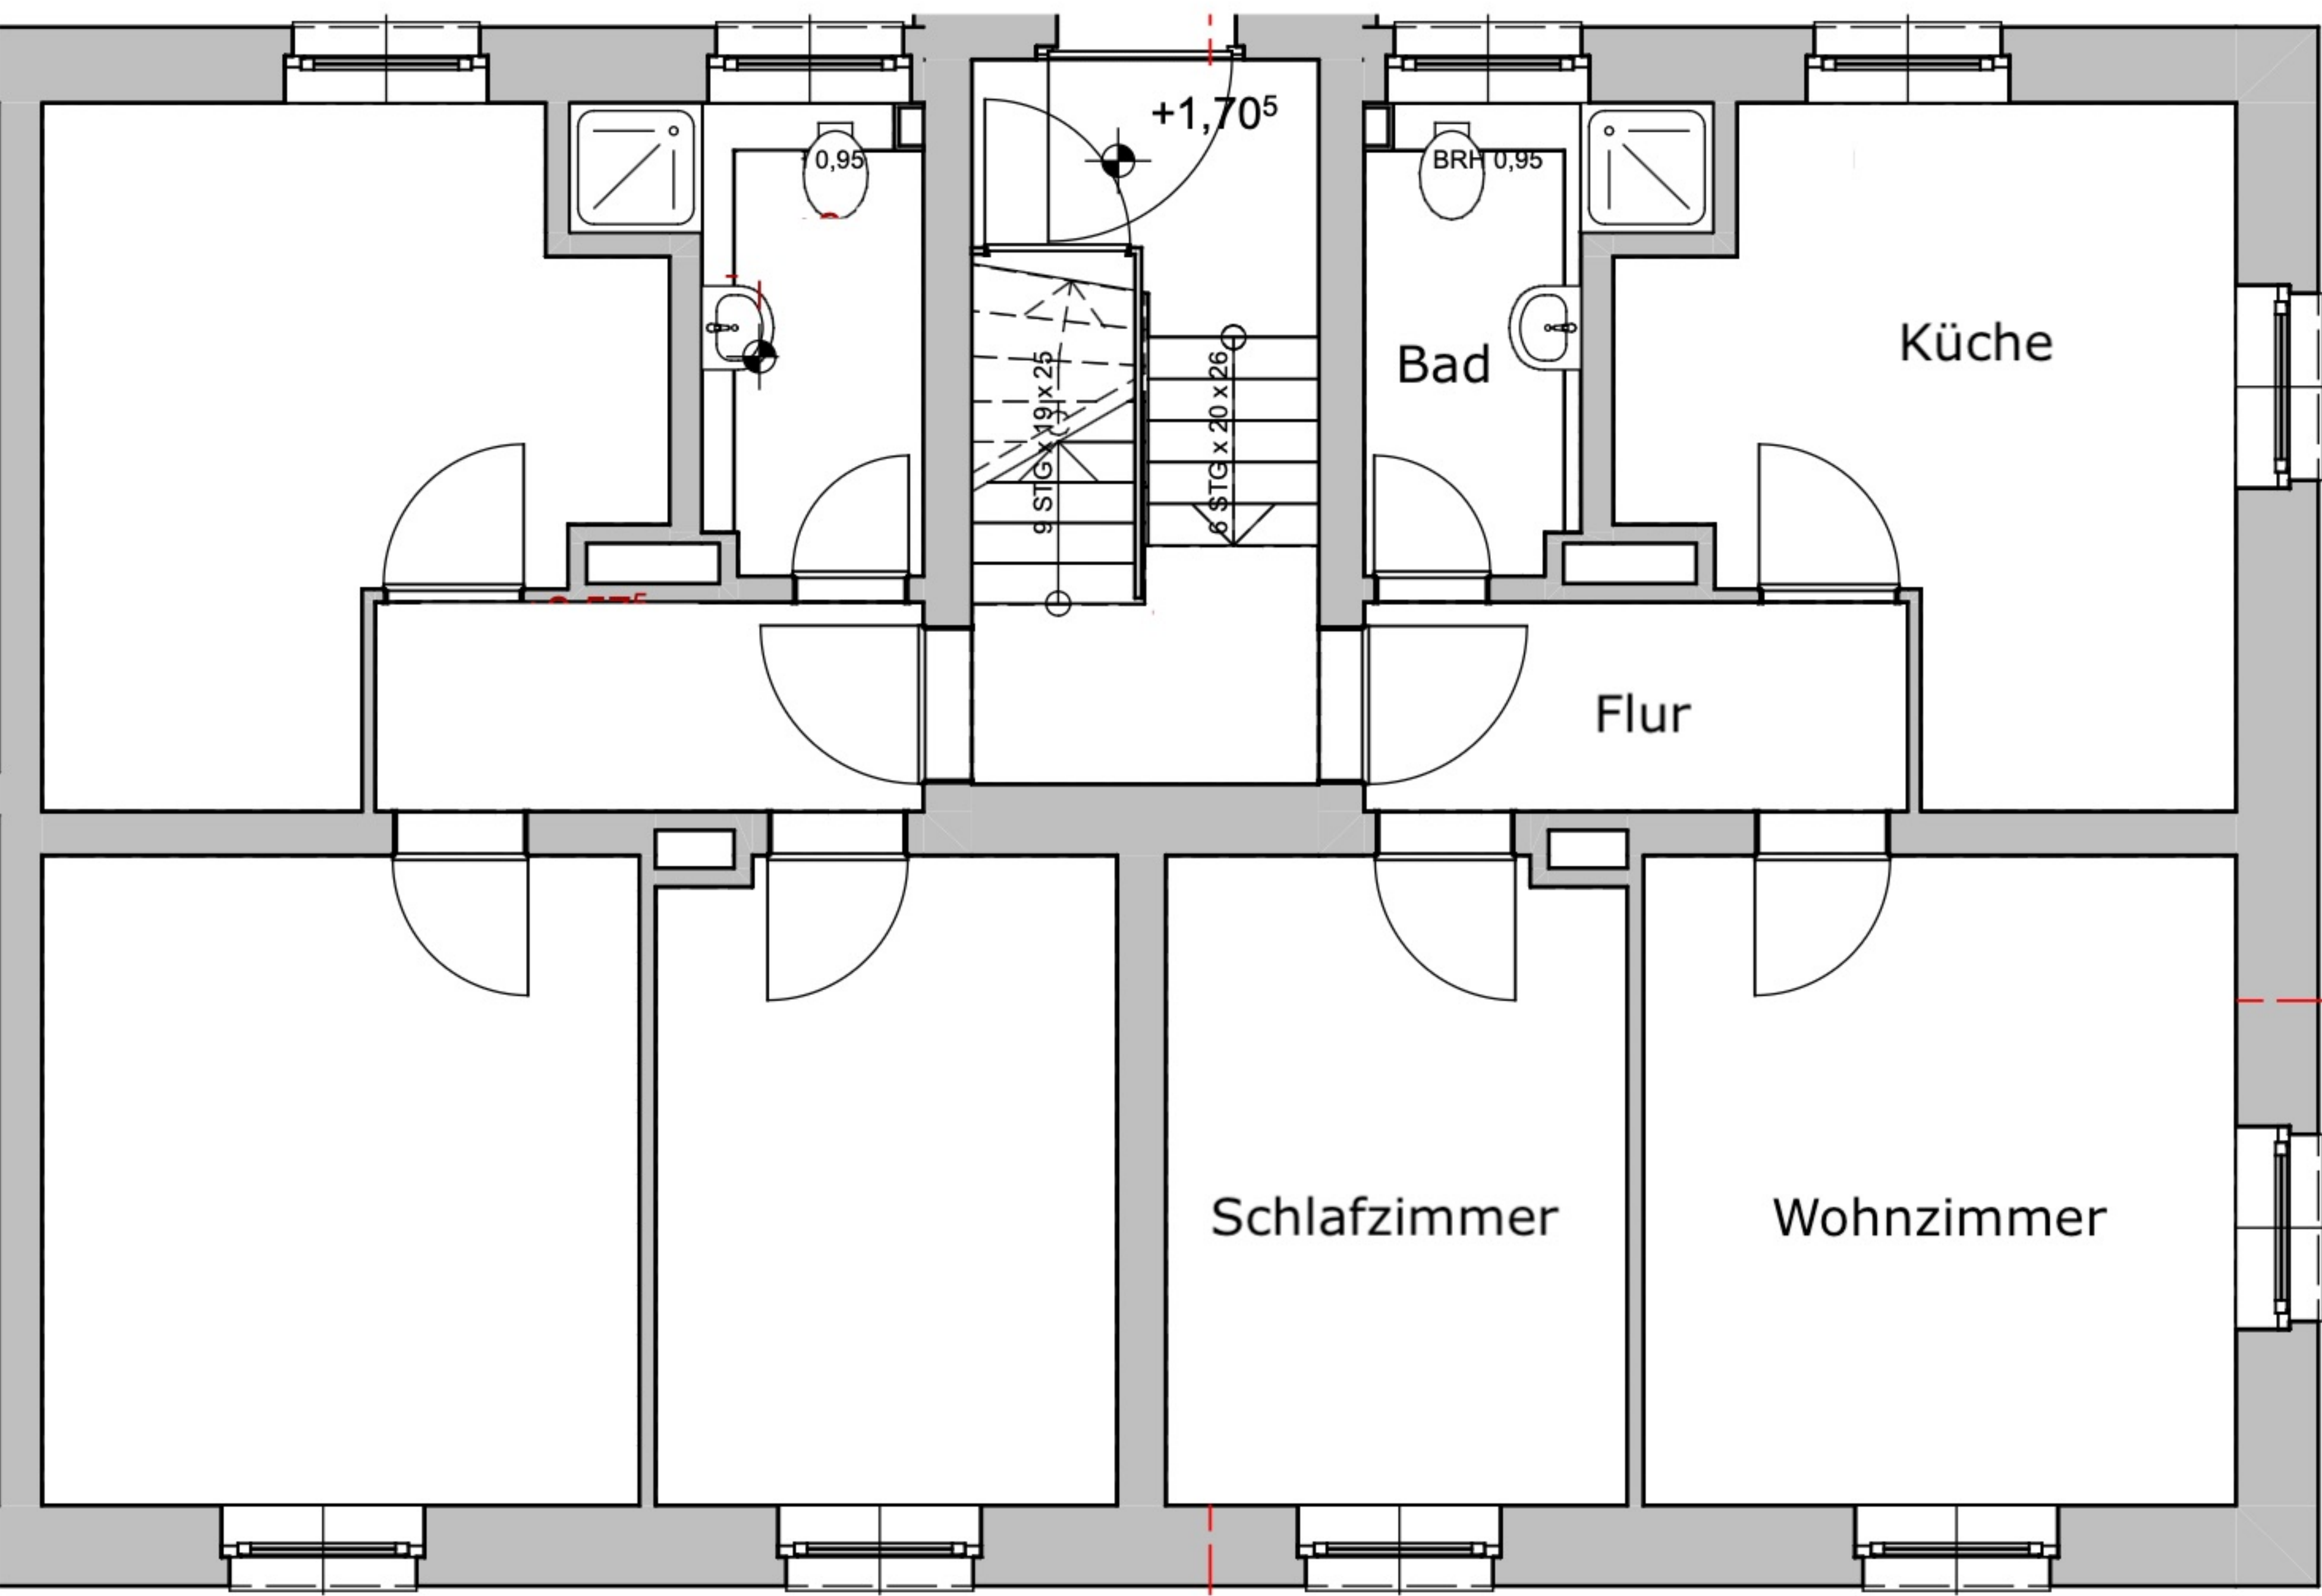 +1,70⁵
0,95
BRH 0,95
Küche
Bad
9 STG x 19 x 25
6 STG x 20 x 26
Flur
Schlafzimmer
Wohnzimmer